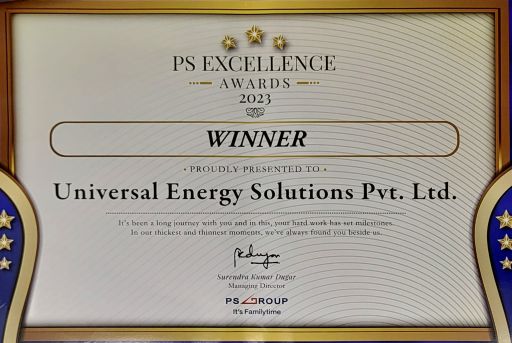 PS EXCELLENCE
AWARDS
2023
WINNER
• PROUDLY PRESENTED TO •
Universal Energy Solutions Pvt. Ltd.
It's been a long journey with you and in this, your hard work has set milestones.
In our thickest and thinnest moments, we've always found you beside us.
Surendra Kumar Dugar
Managing Director
PS GROUP
It's Familytime